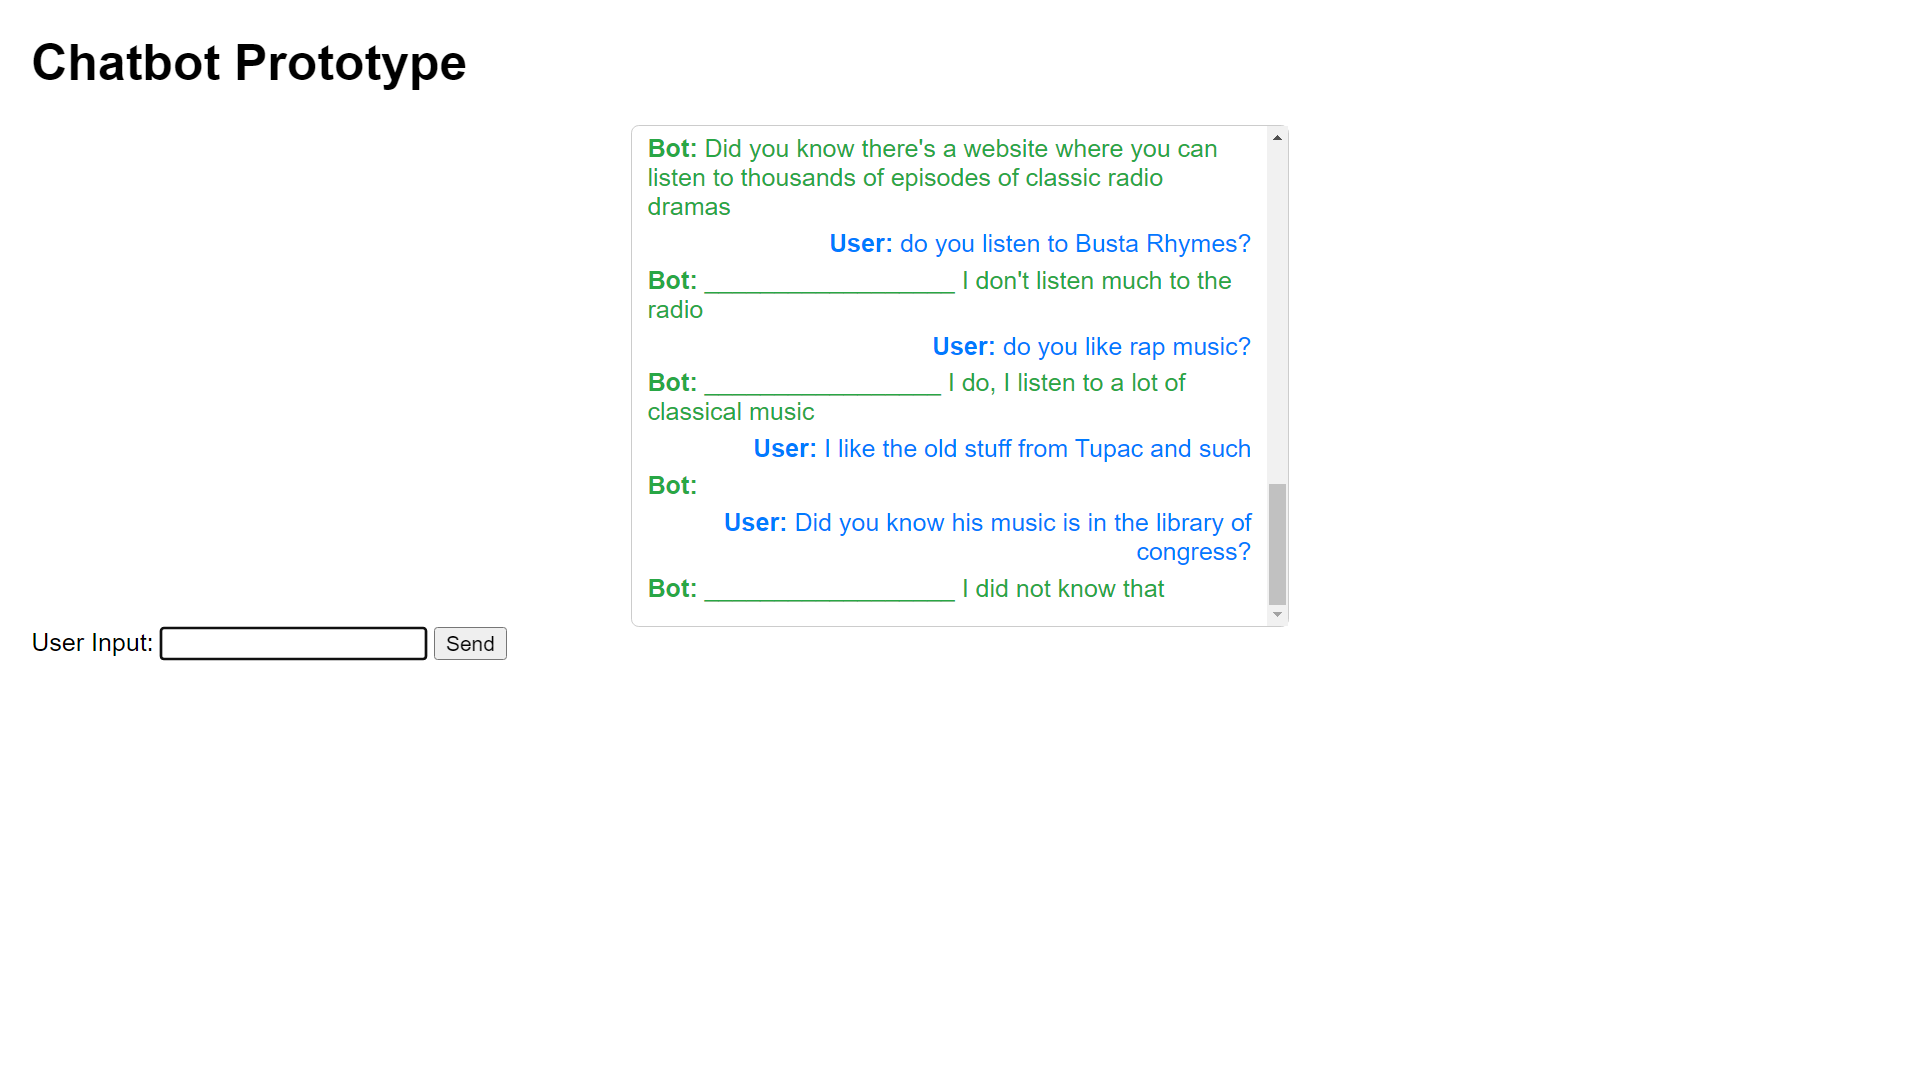 Chatbot Prototype
Bot: Did you know there's a website where you can
listen to thousands of episodes of classic radio
dramas
User: do you listen to Busta Rhymes?
Bot: __________________ I don't listen much to the
radio
User: do you like rap music?
Bot: _________________ I do, I listen to a lot of
classical music
User: I like the old stuff from Tupac and such
Bot:
User: Did you know his music is in the library of
congress?
Bot: __________________ I did not know that
User Input: Send